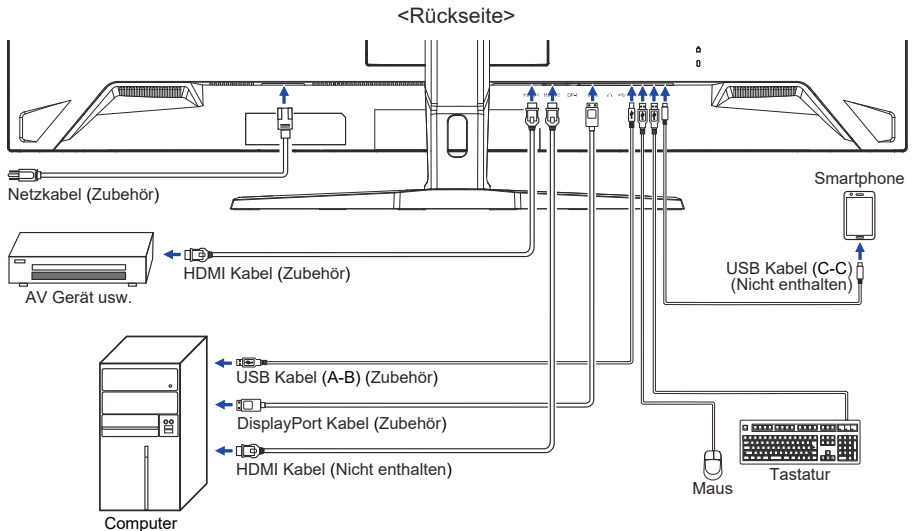 <Rückseite>
Netzkabel (Zubehör)
Smartphone
HDMI Kabel (Zubehör)
USB Kabel (C-C)
(Nicht enthalten)
AV Gerät usw.
USB Kabel (A-B) (Zubehör)
DisplayPort Kabel (Zubehör)
HDMI Kabel (Nicht enthalten)
Maus
Tastatur
Computer